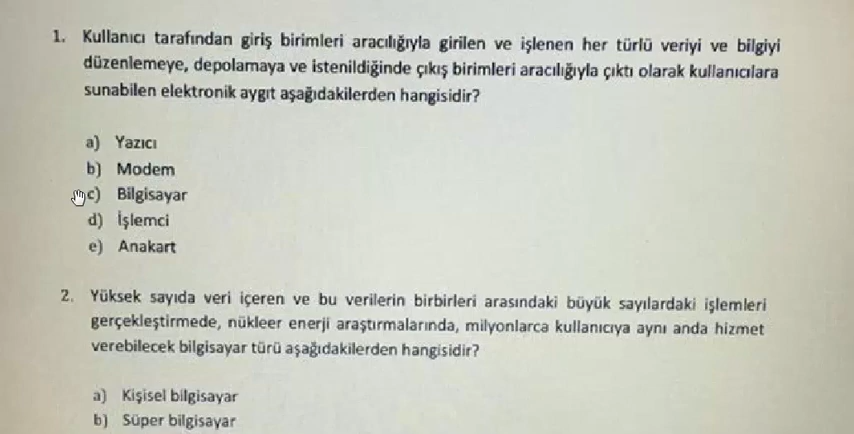 1. Kullanıcı tarafından giriş birimleri aracılığıyla girilen ve işlenen her türlü veriyi ve bilgiyi
düzenlemeye, depolamaya ve istenildiğinde çıkış birimleri aracılığıyla çıktı olarak kullanıcılara
sunabilen elektronik aygıt aşağıdakilerden hangisidir?
a) Yazıcı
b) Modem
c) Bilgisayar
d) İşlemci
e) Anakart
2. Yüksek sayıda veri içeren ve bu verilerin birbirleri arasındaki büyük sayılardaki işlemleri
gerçekleştirmede, nükleer enerji araştırmalarında, milyonlarca kullanıcıya aynı anda hizmet
verebilecek bilgisayar türü aşağıdakilerden hangisidir?
a) Kişisel bilgisayar
b) Süper bilgisayar